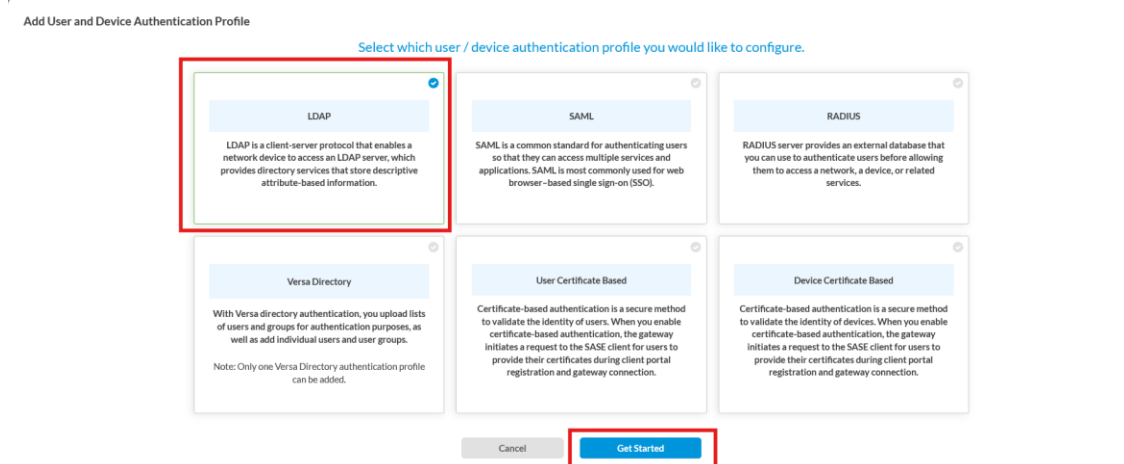 Add User and Device Authentication Profile
Select which user / device authentication profile you would like to configure.
LDAP
LDAP is a client-server protocol that enables a
network device to access an LDAP server, which
provides directory services that store descriptive
attribute-based information.
SAML
SAML is a common standard for authenticating users
so that they can access multiple services and
applications. SAML is most commonly used for web
browser–based single sign-on (SSO).
RADIUS
RADIUS server provides an external database that
you can use to authenticate users before allowing
them to access a network, a device, or related
services.
Versa Directory
With Versa directory authentication, you upload lists
of users and groups for authentication purposes, as
well as add individual users and user groups.
Note: Only one Versa Directory authentication profile
can be added.
User Certificate Based
Certificate-based authentication is a secure method
to validate the identity of users. When you enable
certificate-based authentication, the gateway
initiates a request to the SASE client for users to
provide their certificates during client portal
registration and gateway connection.
Device Certificate Based
Certificate-based authentication is a secure method
to validate the identity of devices. When you enable
certificate-based authentication, the gateway
initiates a request to the SASE client for users to
provide their certificates during client portal
registration and gateway connection.
Cancel
Get Started